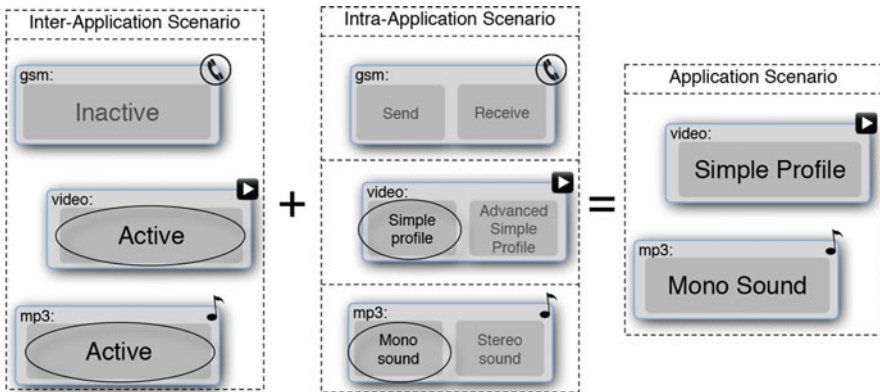 Inter-Application Scenario
gsm:
Inactive
video:
Active
mp3:
Active
+
Intra-Application Scenario
gsm:
Send
Receive
video:
Simple
profile
Advanced
Simple
Profile
mp3:
Mono
sound
Stereo
sound
=
Application Scenario
video:
Simple Profile
mp3:
Mono Sound